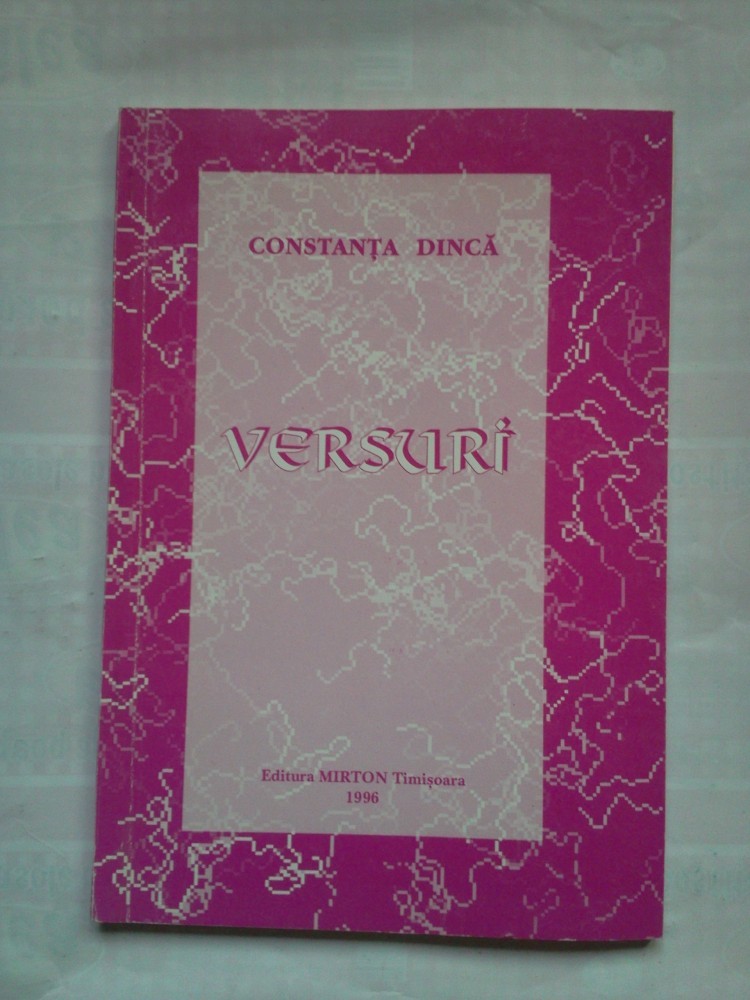 CONSTANȚA DINCĂ
VERSURI
Editura MIRTON Timișoara
1996